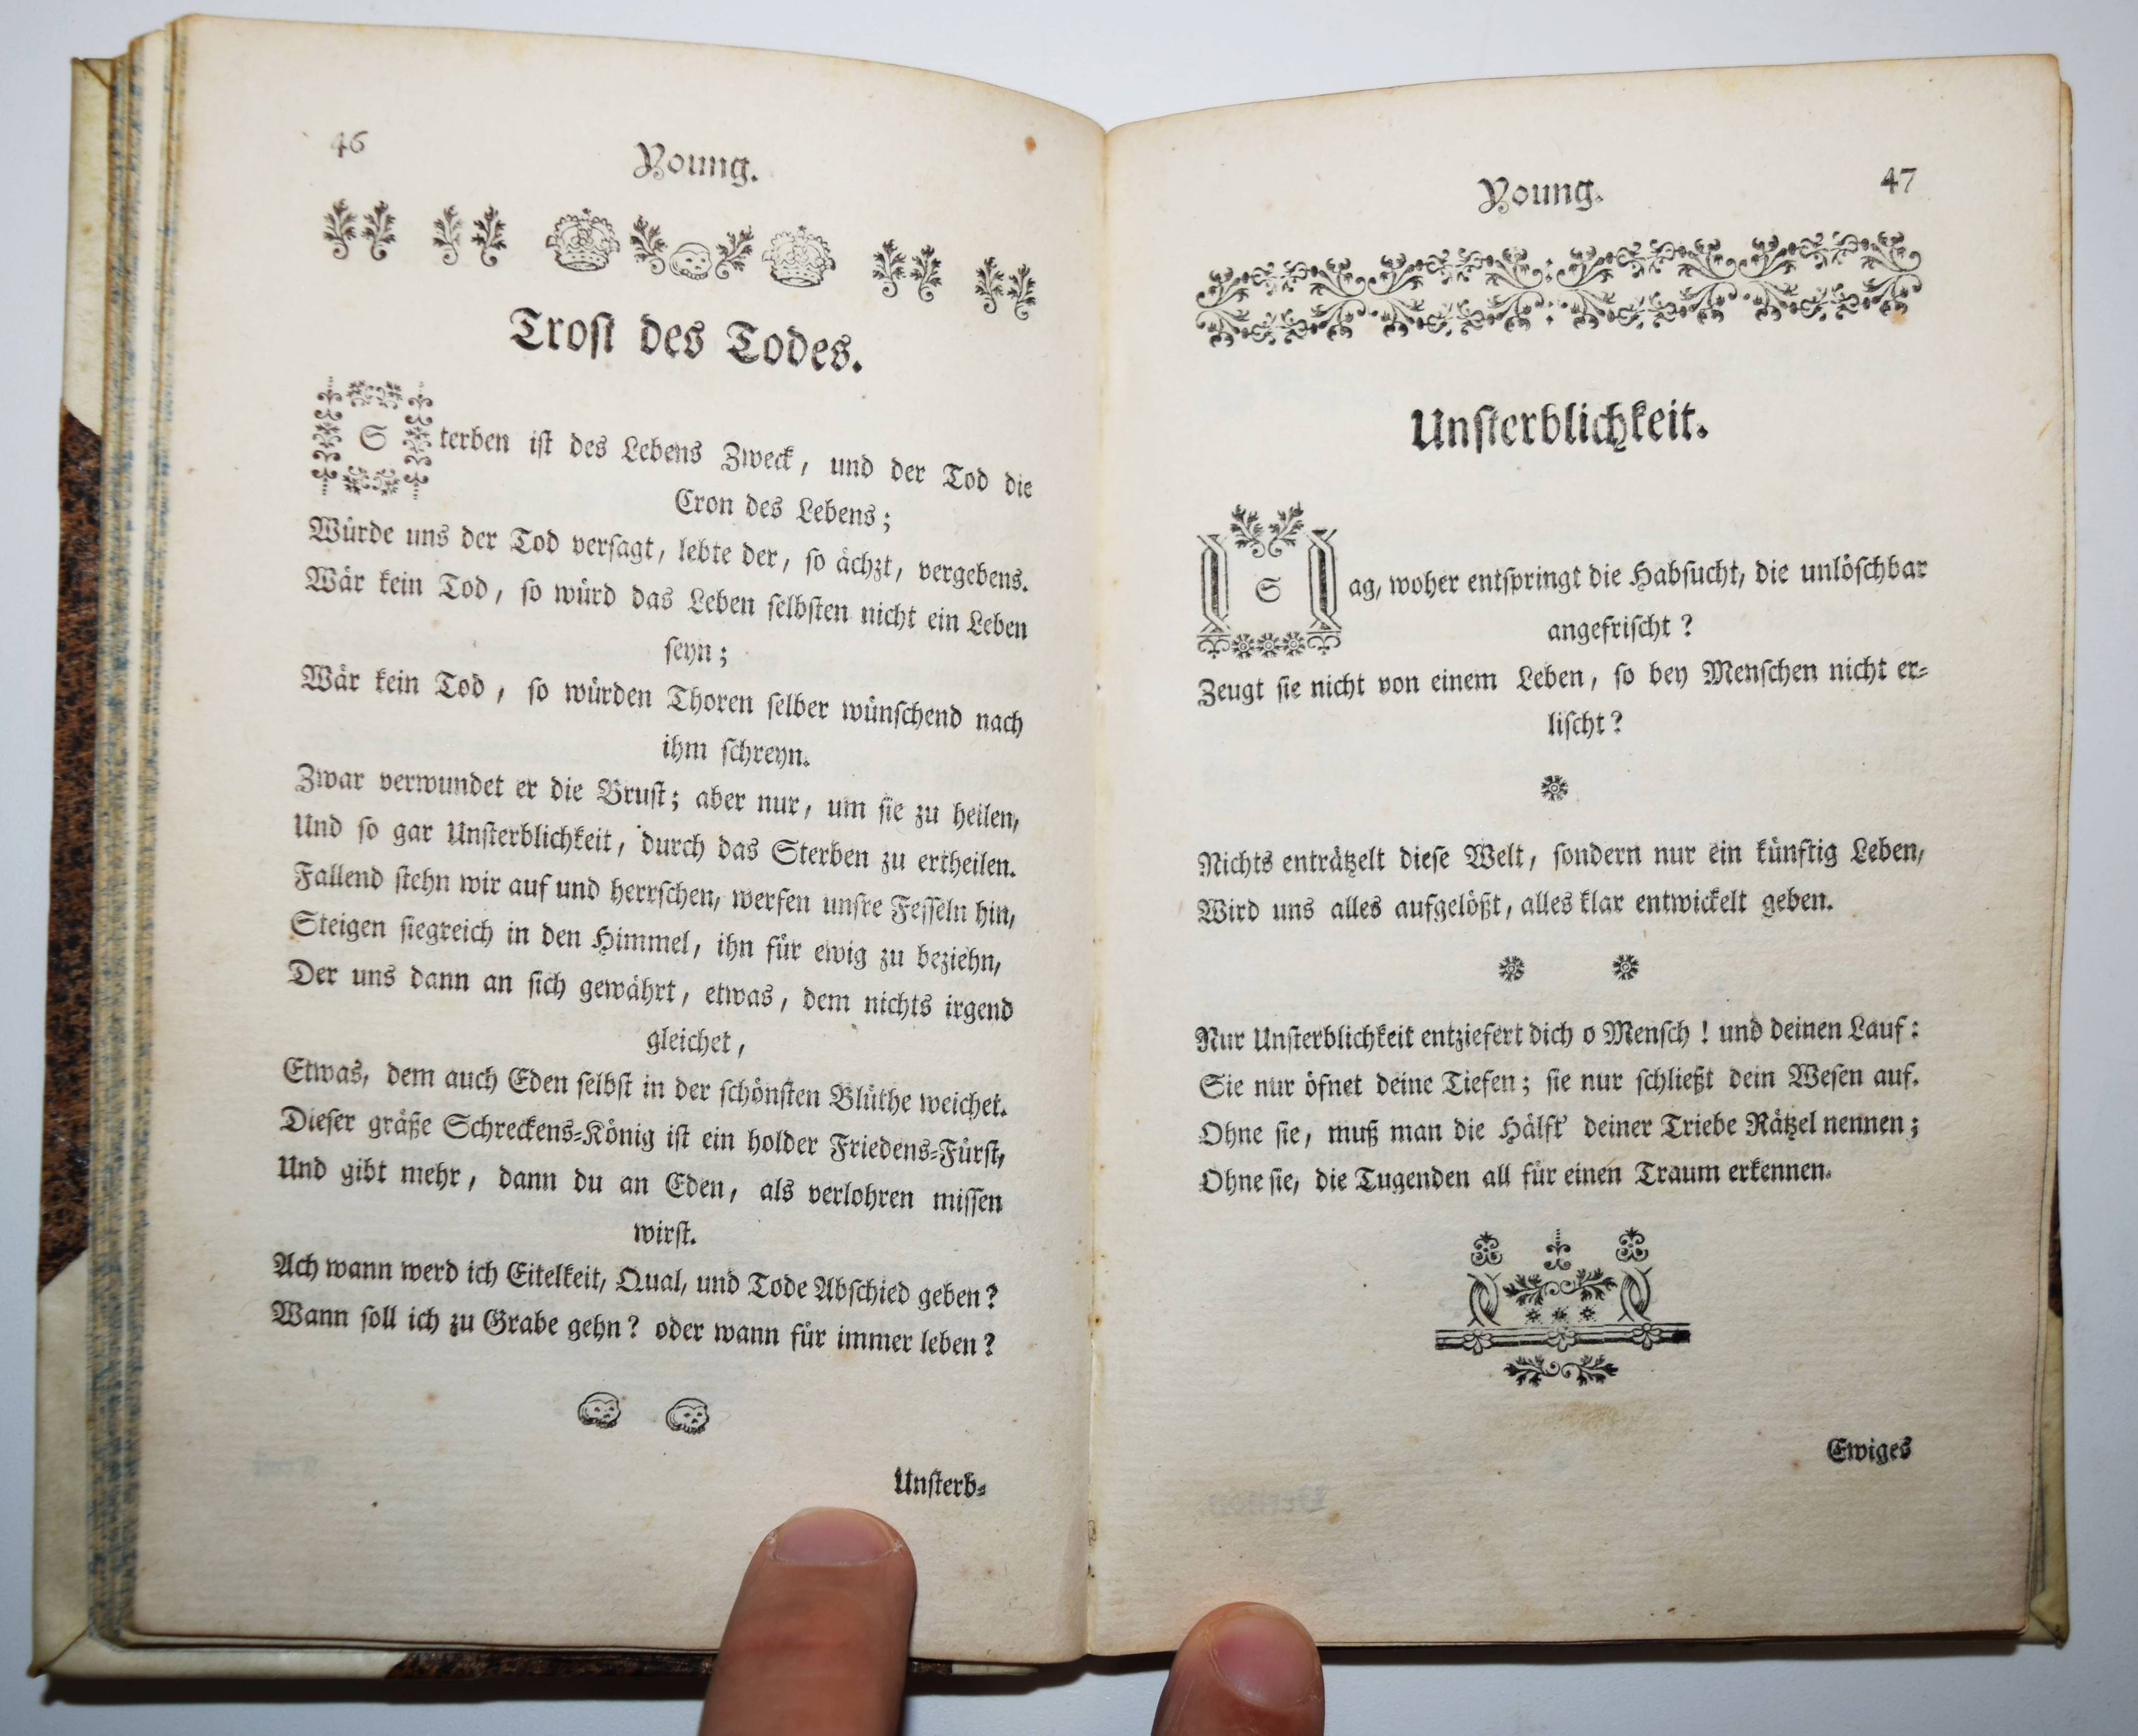 46
Young.
Trost des Todes.
Sterben ist des Lebens Zweck, und der Tod die
Cron des Lebens;
Würde uns der Tod versagt, lebte der, so ächzt, vergebens.
Wär kein Tod, so würd das Leben selbsten nicht ein Leben
seyn;
Wär kein Tod, so würden Thoren selber wünschend nach
ihm schreyn.
Zwar verwundet er die Brust; aber nur, um sie zu heilen,
Und so gar Unsterblichkeit, durch das Sterben zu ertheilen.
Fallend stehn wir auf und herrschen, werfen unsre Fesseln hin,
Steigen siegreich in den Himmel, ihn für ewig zu beziehn,
Der uns dann an sich gewährt, etwas, dem nichts irgend
gleichet,
Etwas, dem auch Eden selbst in der schönsten Blüthe weichet.
Dieser gräße Schreckens-König ist ein holder Friedens-Fürst,
Und gibt mehr, dann du an Eden, als verlohren missen
wirst.
Ach wann werd ich Eitelkeit, Qual, und Tode Abschied geben?
Wann soll ich zu Grabe gehn? oder wann für immer leben?
Unsterb-
Young.
47
Unsterblichkeit.
Sag, woher entspringt die Habsucht, die unlöschbar
angefrischt?
Zeugt sie nicht von einem Leben, so bey Menschen nicht er-
lischt?
Nichts enträtzelt diese Welt, sondern nur ein künftig Leben,
Wird uns alles aufgelößt, alles klar entwickelt geben.
Nur Unsterblichkeit entziefert dich o Mensch! und deinen Lauf:
Sie nur öfnet deine Tiefen; sie nur schließt dein Wesen auf.
Ohne sie, muß man die Hälft' deiner Triebe Rätzel nennen;
Ohne sie, die Tugenden all für einen Traum erkennen.
Ewiges